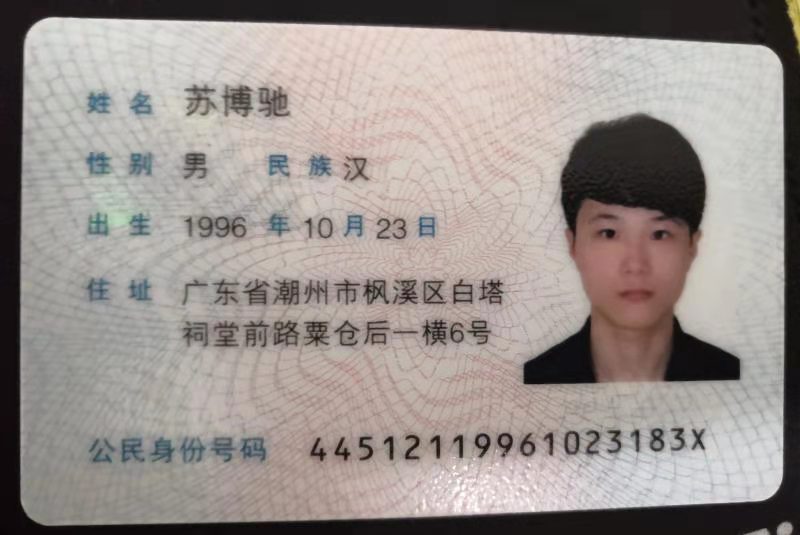 姓名 苏博驰
性别 男 民族 汉
出生 1996 年 10 月 23 日
住址 广东省潮州市枫溪区白塔
祠堂前路粟仓后一横6号
公民身份号码 44512119961023183X